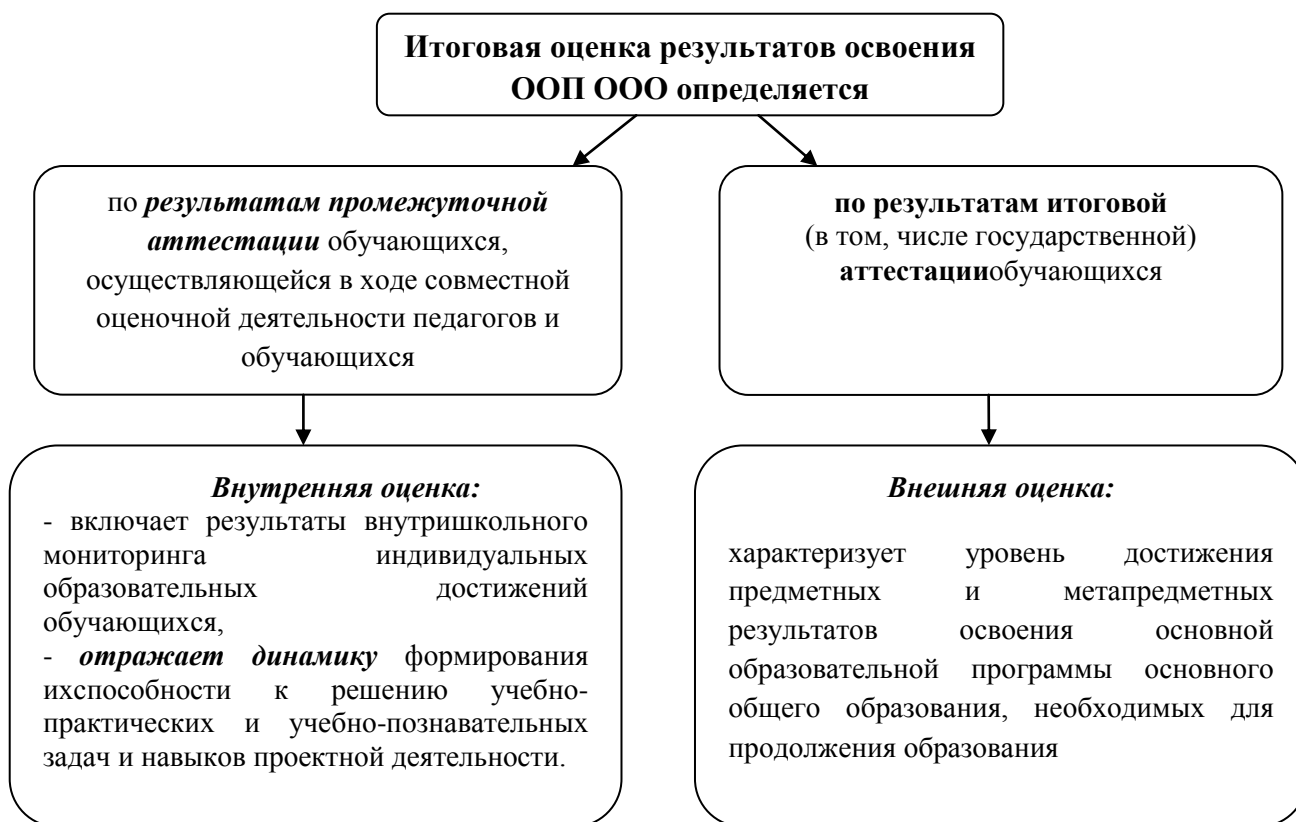 Итоговая оценка результатов освоения
ООП ООО определяется
по результатам промежуточной
аттестации обучающихся,
осуществляющейся в ходе совместной
оценочной деятельности педагогов и
обучающихся
по результатам итоговой
(в том, числе государственной)
аттестацииобучающихся
Внутренняя оценка:
- включает результаты внутришкольного
мониторинга индивидуальных
образовательных достижений
обучающихся,
- отражает динамику формирования
ихспособности к решению учебно-
практических и учебно-познавательных
задач и навыков проектной деятельности.
Внешняя оценка:
характеризует уровень достижения
предметных и метапредметных
результатов освоения основной
образовательной программы основного
общего образования, необходимых для
продолжения образования